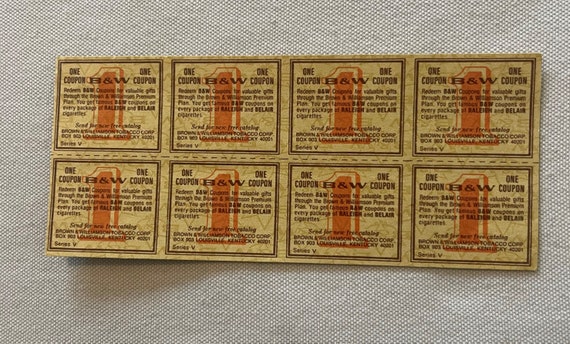 ONE ONE
COUPON B&W COUPON
1
Redeem B&W Coupons for valuable gifts
through the Brown & Williamson Premium
Plan. You get famous B&W coupons on
every package of RALEIGH and BELAIR
cigarettes
Send for new free catalog
BROWN & WILLIAMSON TOBACCO CORP.
BOX 903 LOUISVILLE, KENTUCKY 40201
Series V
ONE ONE
COUPON B&W COUPON
1
Redeem B&W Coupons for valuable gifts
through the Brown & Williamson Premium
Plan. You get famous B&W coupons on
every package of RALEIGH and BELAIR
cigarettes
Send for new free catalog
BROWN & WILLIAMSON TOBACCO CORP.
BOX 903 LOUISVILLE, KENTUCKY 40201
Series V
ONE ONE
COUPON B&W COUPON
1
Redeem B&W Coupons for valuable gifts
through the Brown & Williamson Premium
Plan. You get famous B&W coupons on
every package of RALEIGH and BELAIR
cigarettes
Send for new free catalog
BROWN & WILLIAMSON TOBACCO CORP.
BOX 903 LOUISVILLE, KENTUCKY 40201
Series V
ONE ONE
COUPON B&W COUPON
1
Redeem B&W Coupons for valuable gifts
through the Brown & Williamson Premium
Plan. You get famous B&W coupons on
every package of RALEIGH and BELAIR
cigarettes
Send for new free catalog
BROWN & WILLIAMSON TOBACCO CORP.
BOX 903 LOUISVILLE, KENTUCKY 40201
Series V
ONE ONE
COUPON B&W COUPON
1
Redeem B&W Coupons for valuable gifts
through the Brown & Williamson Premium
Plan. You get famous B&W coupons on
every package of RALEIGH and BELAIR
cigarettes
Send for new free catalog
BROWN & WILLIAMSON TOBACCO CORP.
BOX 903 LOUISVILLE, KENTUCKY 40201
Series V
ONE ONE
COUPON B&W COUPON
1
Redeem B&W Coupons for valuable gifts
through the Brown & Williamson Premium
Plan. You get famous B&W coupons on
every package of RALEIGH and BELAIR
cigarettes
Send for new free catalog
BROWN & WILLIAMSON TOBACCO CORP.
BOX 903 LOUISVILLE, KENTUCKY 40201
Series V
ONE ONE
COUPON B&W COUPON
1
Redeem B&W Coupons for valuable gifts
through the Brown & Williamson Premium
Plan. You get famous B&W coupons on
every package of RALEIGH and BELAIR
cigarettes
Send for new free catalog
BROWN & WILLIAMSON TOBACCO CORP.
BOX 903 LOUISVILLE, KENTUCKY 40201
Series V
ONE ONE
COUPON B&W COUPON
1
Redeem B&W Coupons for valuable gifts
through the Brown & Williamson Premium
Plan. You get famous B&W coupons on
every package of RALEIGH and BELAIR
cigarettes
Send for new free catalog
BROWN & WILLIAMSON TOBACCO CORP.
BOX 903 LOUISVILLE, KENTUCKY 40201
Series V